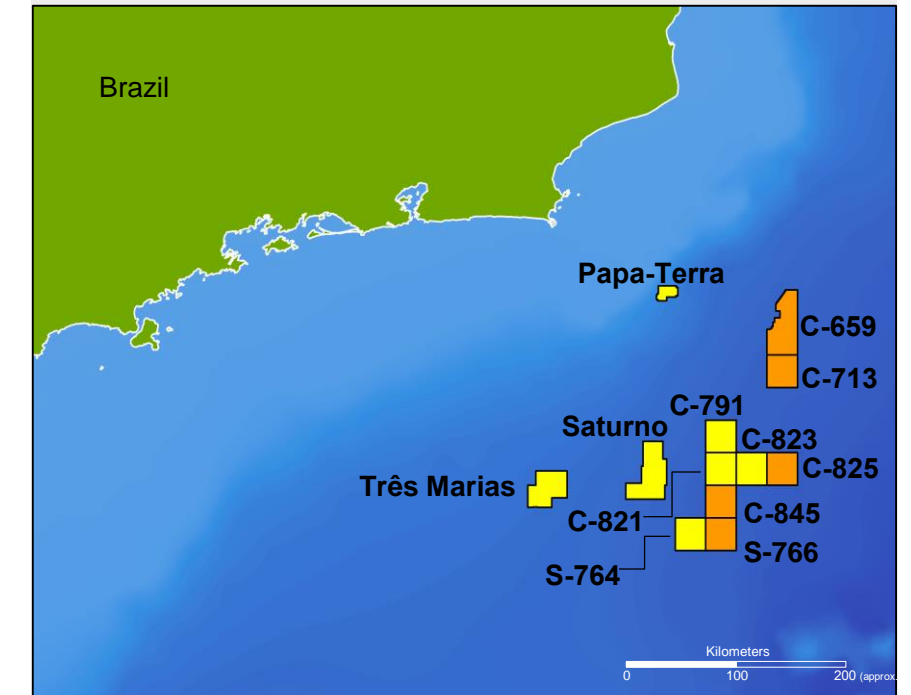 Brazil
Papa-Terra
C-659
C-713
C-791
Saturno
C-823
C-825
Três Marias
C-821
C-845
S-766
S-764
Kilometers
0 100 200 (approx.